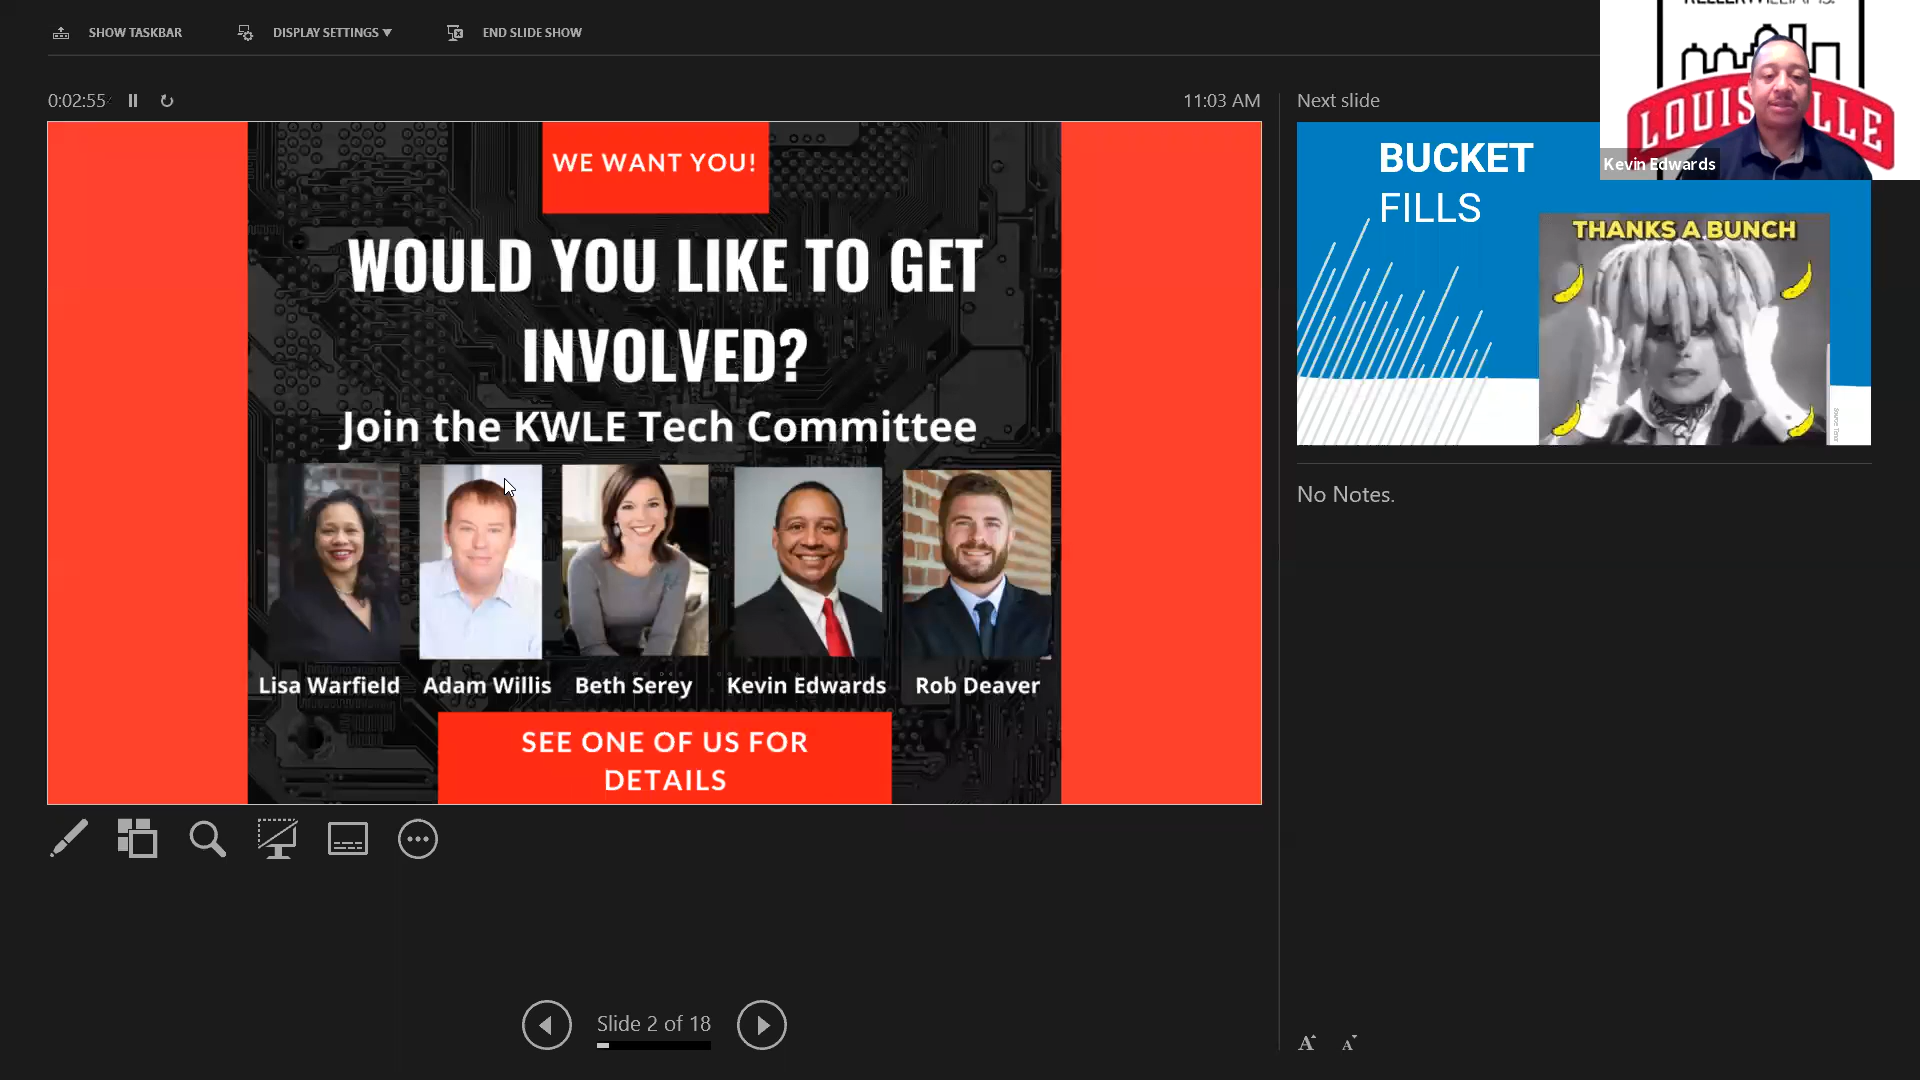 SHOW TASKBAR
DISPLAY SETTINGS
END SLIDE SHOW
0:02:55
11:03 AM
Next slide
WE WANT YOU!
WOULD YOU LIKE TO GET
INVOLVED?
Join the KWLE Tech Committee
Lisa Warfield
Adam Willis
Beth Serey
Kevin Edwards
Rob Deaver
SEE ONE OF US FOR
DETAILS
Slide 2 of 18
BUCKET
FILLS
THANKS A BUNCH
No Notes.
A A
KELLERWILLIAMS.
Kevin Edwards